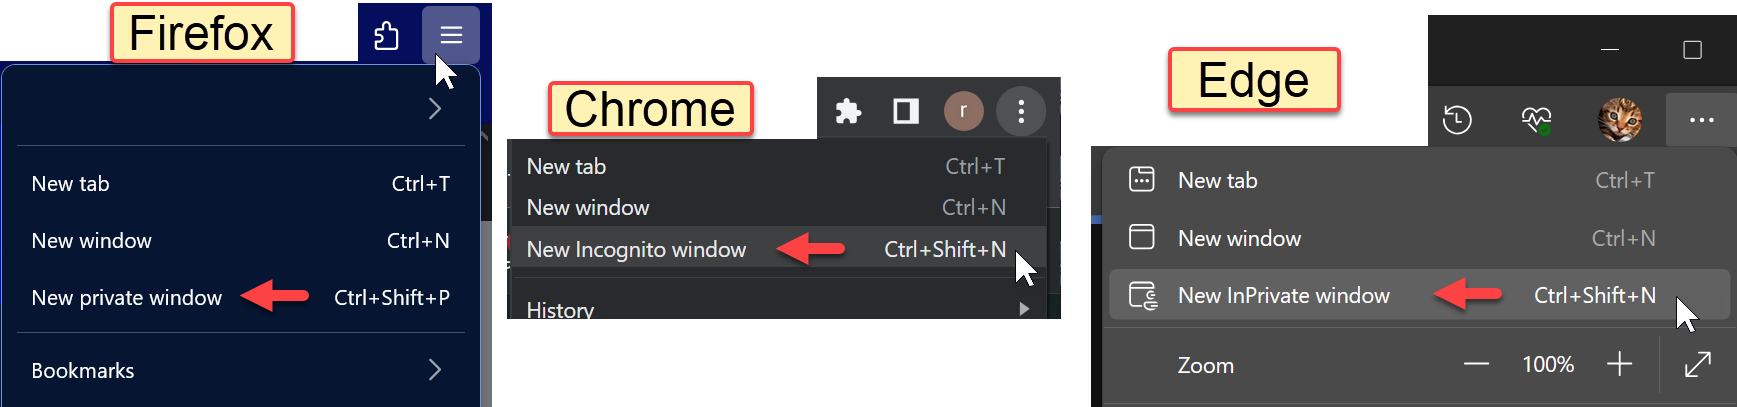 Firefox
New tab Ctrl+T
New window Ctrl+N
New private window Ctrl+Shift+P
Bookmarks
Chrome
r
New tab Ctrl+T
New window Ctrl+N
New Incognito window Ctrl+Shift+N
History
Edge
New tab Ctrl+T
New window Ctrl+N
New InPrivate window Ctrl+Shift+N
Zoom 100%